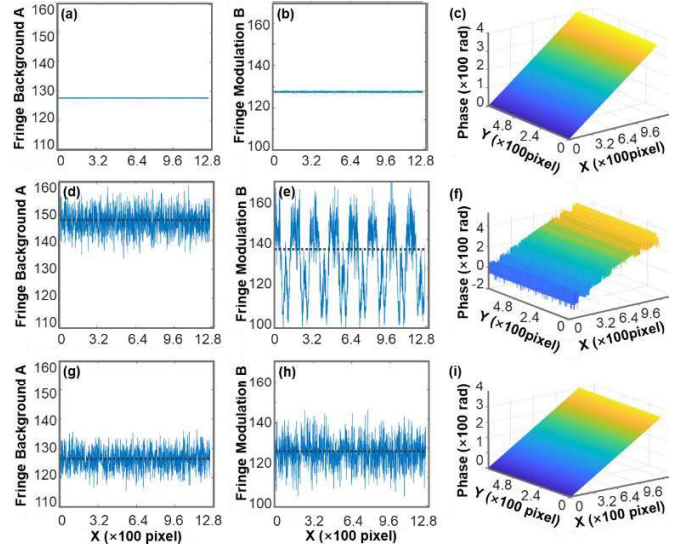 (a)
Fringe Background A
160
150
140
130
120
110
0 3.2 6.4 9.6 12.8
(b)
Fringe Modulation B
160
140
120
100
0 3.2 6.4 9.6 12.8
(c)
Phase (×100 rad)
4
3
2
1
0
4.8 2.4 0
Y (×100pixel)
0 3.2 6.4 9.6
X (×100pixel)
(d)
Fringe Background A
160
150
140
130
120
110
0 3.2 6.4 9.6 12.8
(e)
Fringe Modulation B
160
140
120
100
0 3.2 6.4 9.6 12.8
(f)
Phase (×100 rad)
4
2
0
-2
4.8 2.4 0
Y (×100pixel)
0 3.2 6.4 9.6
X (×100pixel)
(g)
Fringe Background A
160
150
140
130
120
110
0 3.2 6.4 9.6 12.8
X (×100 pixel)
(h)
Fringe Modulation B
160
140
120
100
0 3.2 6.4 9.6 12.8
X (×100 pixel)
(i)
Phase (×100 rad)
4
3
2
1
0
4.8 2.4 0
Y (×100 pixel)
0 3.2 6.4 9.6
X (×100 pixel)